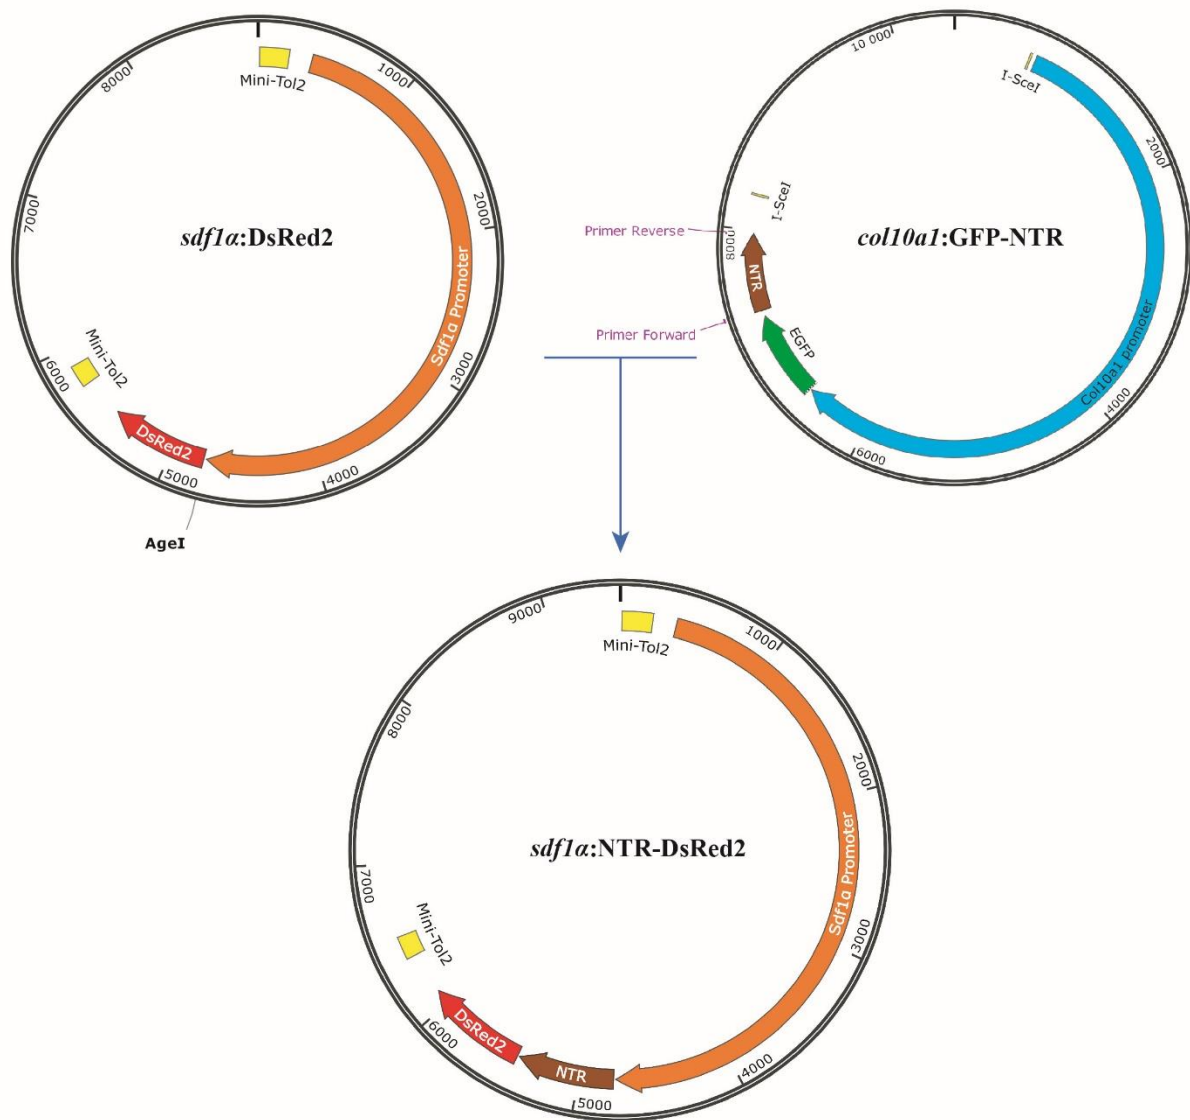 Mini-Tol2
1000
2000
3000
4000
5000
6000
7000
8000
Sdf1α Promoter
DsRed2
Mini-Tol2
AgeI
sdf1α:DsRed2
I-SceI
2000
4000
6000
8000
10 000
Col10a1 promoter
EGFP
NTR
I-SceI
Primer Reverse
Primer Forward
col10a1:GFP-NTR
Mini-Tol2
1000
2000
3000
4000
5000
6000
7000
8000
9000
Sdf1α Promoter
NTR
DsRed2
Mini-Tol2
sdf1α:NTR-DsRed2